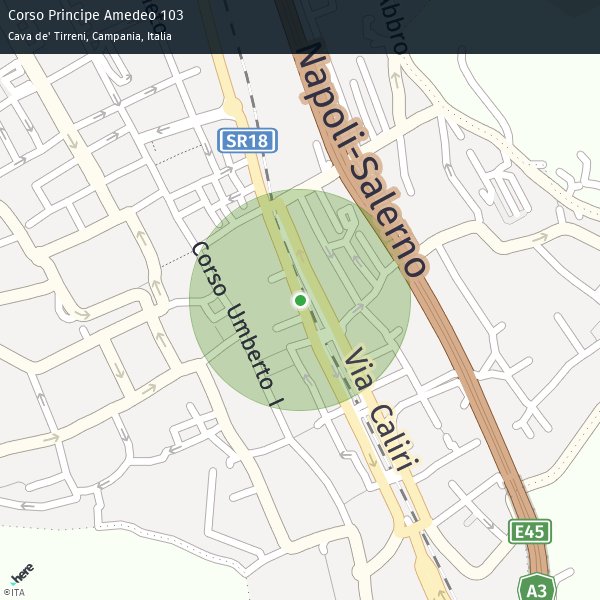 Corso Principe Amedeo 103
Cava de' Tirreni, Campania, Italia
Abbro
SR18
Napoli-Salerno
Corso Umberto I
Via Caliri
E45
A3
here
©ITA